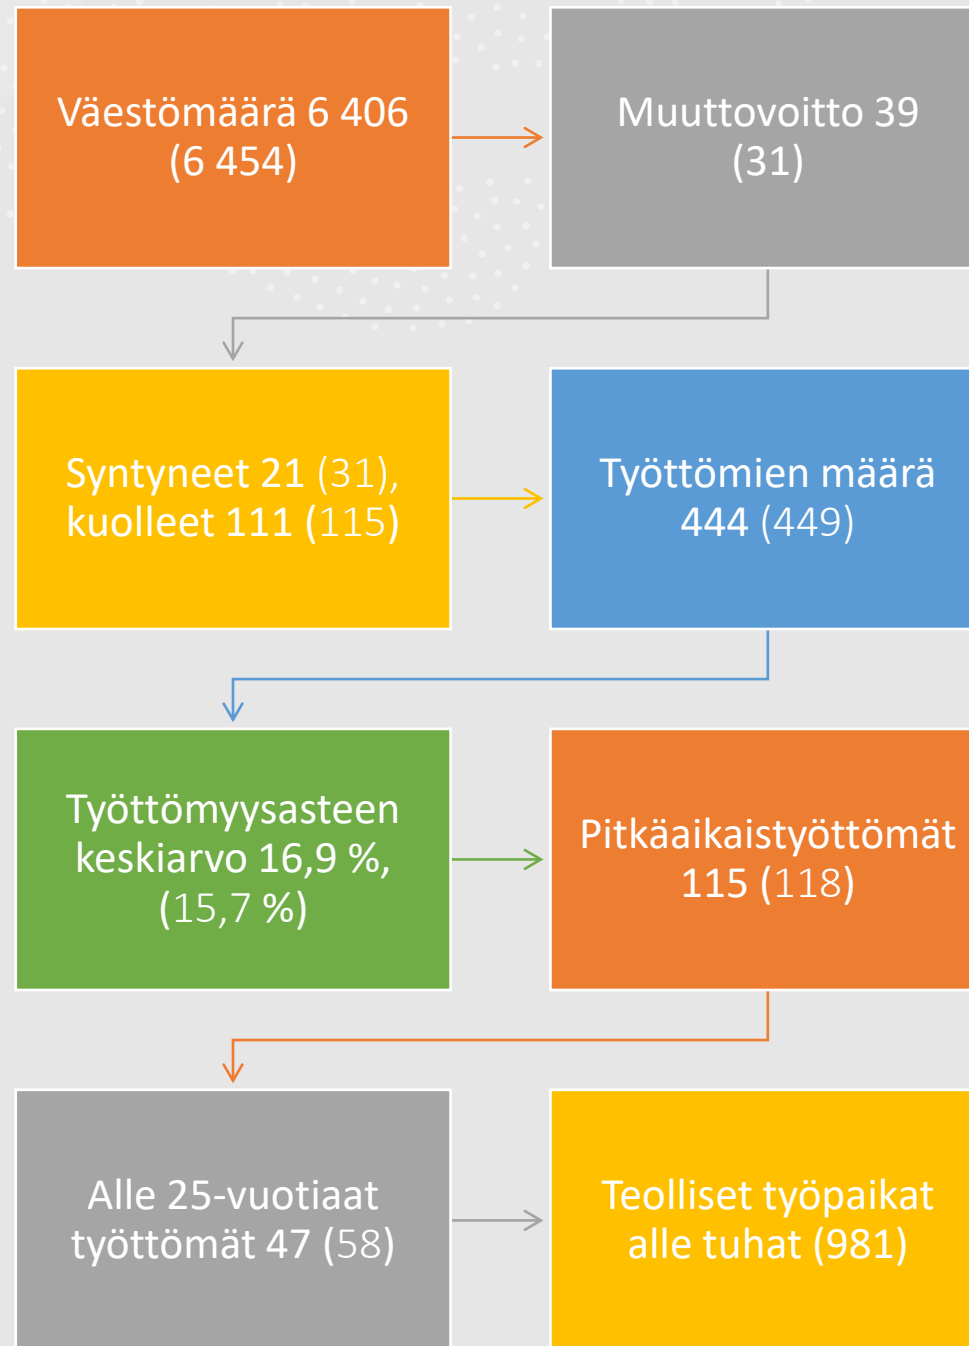 Väestömäärä 6 406
(6 454)
Muuttovoitto 39
(31)
Syntyneet 21 (31),
kuolleet 111 (115)
Työttömien määrä
444 (449)
Työttömyysasteen
keskiarvo 16,9 %,
(15,7 %)
Pitkäaikaistyöttömät
115 (118)
Alle 25-vuotiaat
työttömät 47 (58)
Teolliset työpaikat
alle tuhat (981)